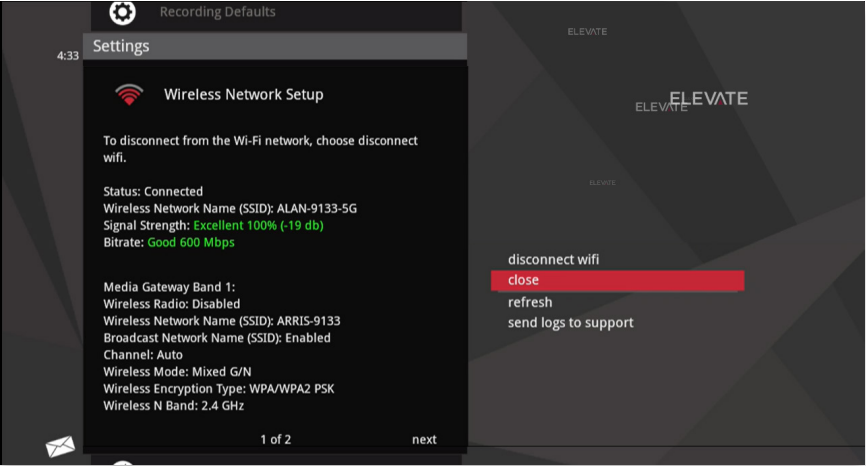 Recording Defaults
ELEVATE
4:33
Settings
Wireless Network Setup
ELEVATE
ELEVATE
To disconnect from the Wi-Fi network, choose disconnect
wifi.
ELEVATE
Status: Connected
Wireless Network Name (SSID): ALAN-9133-5G
Signal Strength: Excellent 100% (-19 db)
Bitrate: Good 600 Mbps
disconnect wifi
close
refresh
send logs to support
Media Gateway Band 1:
Wireless Radio: Disabled
Wireless Network Name (SSID): ARRIS-9133
Broadcast Network Name (SSID): Enabled
Channel: Auto
Wireless Mode: Mixed G/N
Wireless Encryption Type: WPA/WPA2 PSK
Wireless N Band: 2.4 GHz
1 of 2
next